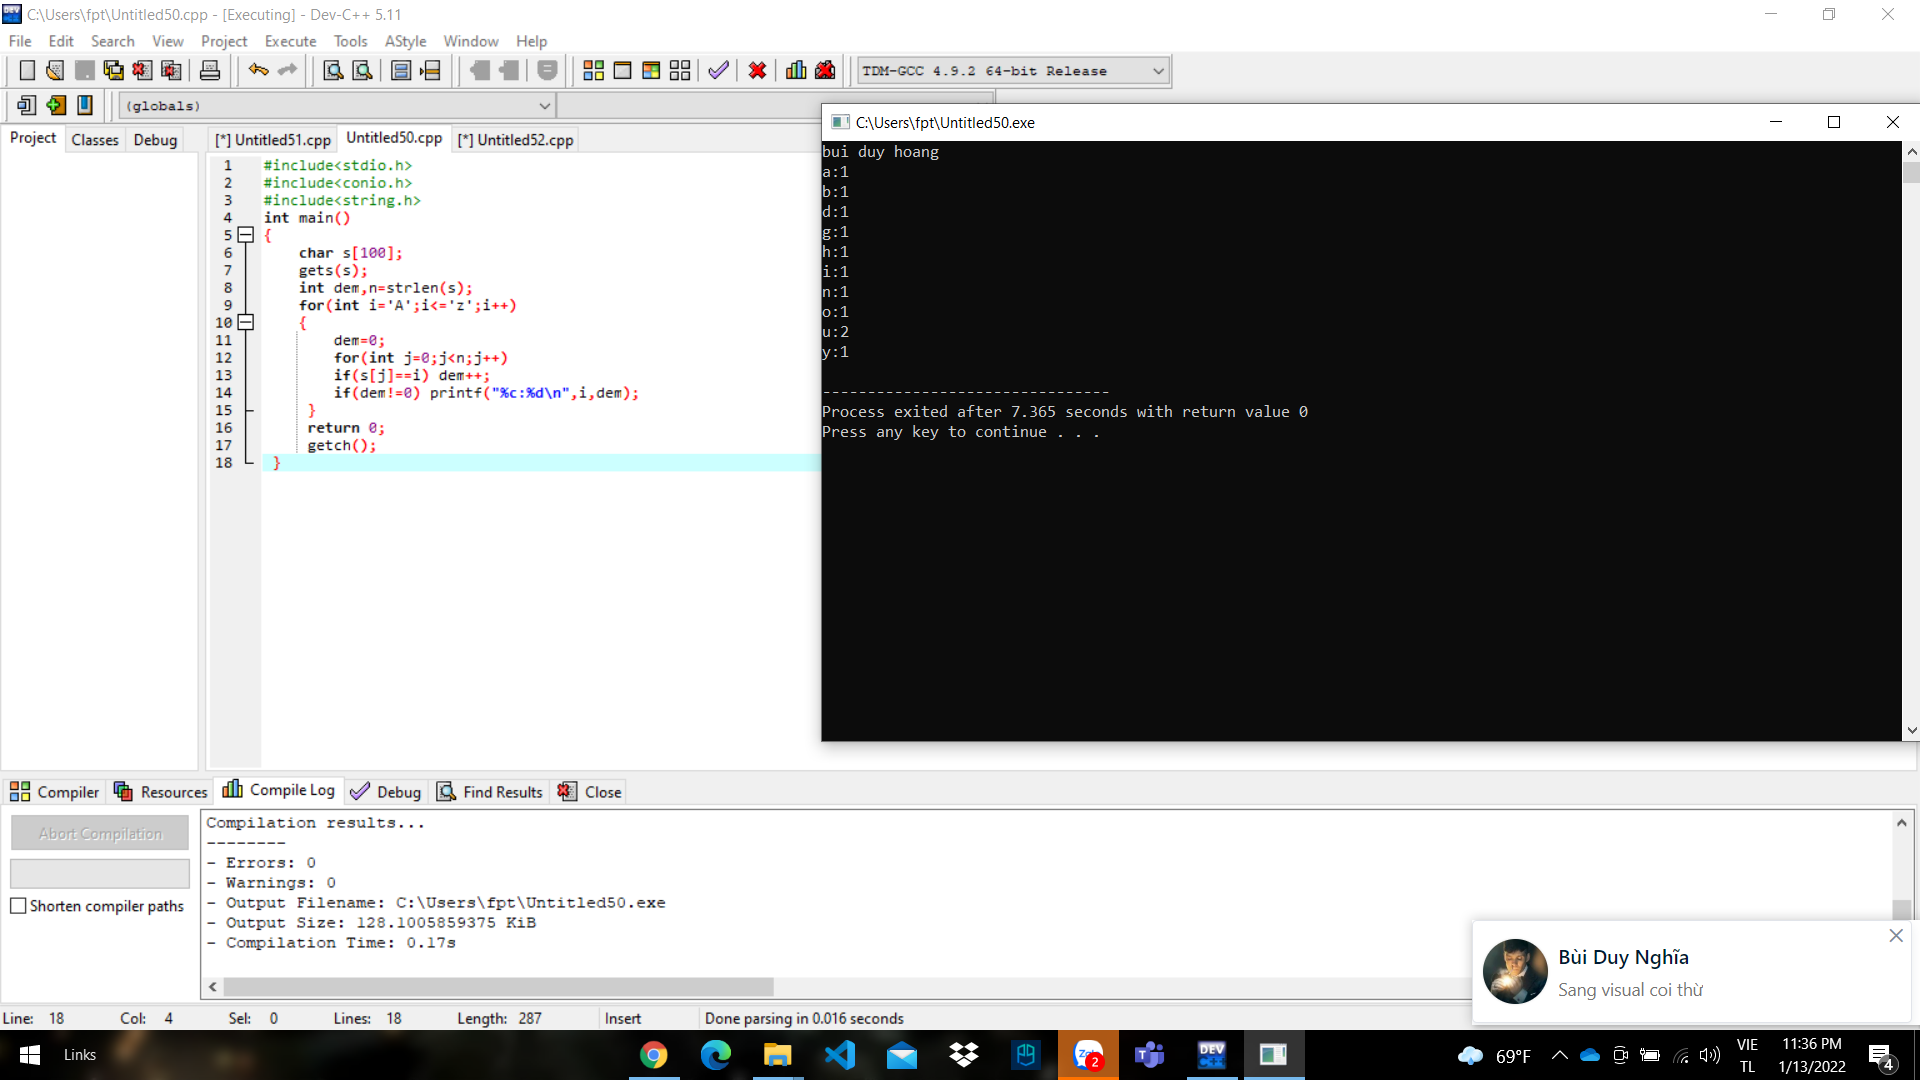 C:\Users\fpt\Untitled50.cpp - [Executing] - Dev-C++ 5.11
File Edit Search View Project Execute Tools AStyle Window Help
TDM-GCC 4.9.2 64-bit Release
(globals)
Project Classes Debug
[*] Untitled51.cpp Untitled50.cpp [*] Untitled52.cpp
1 #include<stdio.h>
2 #include<conio.h>
3 #include<string.h>
4 int main()
5 {
6 char s[100];
7 gets(s);
8 int dem,n=strlen(s);
9 for(int i='A';i<='z';i++)
10 {
11 dem=0;
12 for(int j=0;j<n;j++)
13 if(s[j]==i) dem++;
14 if(dem!=0) printf("%c:%d\n",i,dem);
15 }
16 return 0;
17 getch();
18 }
C:\Users\fpt\Untitled50.exe
bui duy hoang
a:1
b:1
d:1
g:1
h:1
i:1
n:1
o:1
u:2
y:1
--------------------------------
Process exited after 7.365 seconds with return value 0
Press any key to continue . . .
Compiler Resources Compile Log Debug Find Results Close
Abort Compilation
Shorten compiler paths
Compilation results...
--------
- Errors: 0
- Warnings: 0
- Output Filename: C:\Users\fpt\Untitled50.exe
- Output Size: 128.1005859375 KiB
- Compilation Time: 0.17s
Bùi Duy Nghĩa
Sang visual coi thừ
Line: 18 Col: 4 Sel: 0 Lines: 18 Length: 287 Insert Done parsing in 0.016 seconds
Links
DEV C++
2
69°F
VIE
TL
11:36 PM
1/13/2022
4